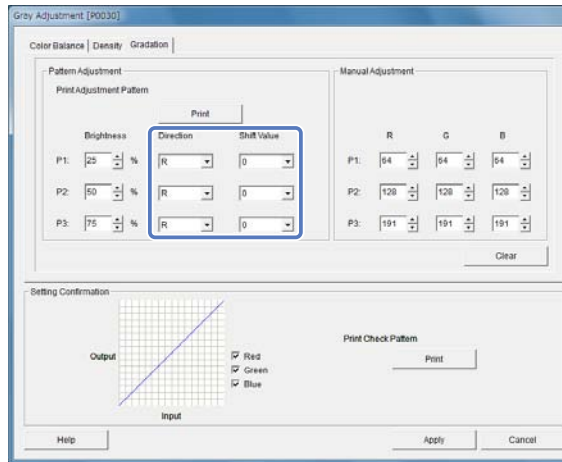 Gray Adjustment [P0030]
Color Balance Density Gradation
Pattern Adjustment
Print Adjustment Pattern
Print
Brightness Direction Shift Value
P1: 25 % R 0
P2: 50 % R 0
P3: 75 % R 0
Manual Adjustment
R G B
P1: 64 64 64
P2: 128 128 128
P3: 191 191 191
Clear
Setting Confirmation
Output
Input
Red
Green
Blue
Print Check Pattern
Print
Help Apply Cancel